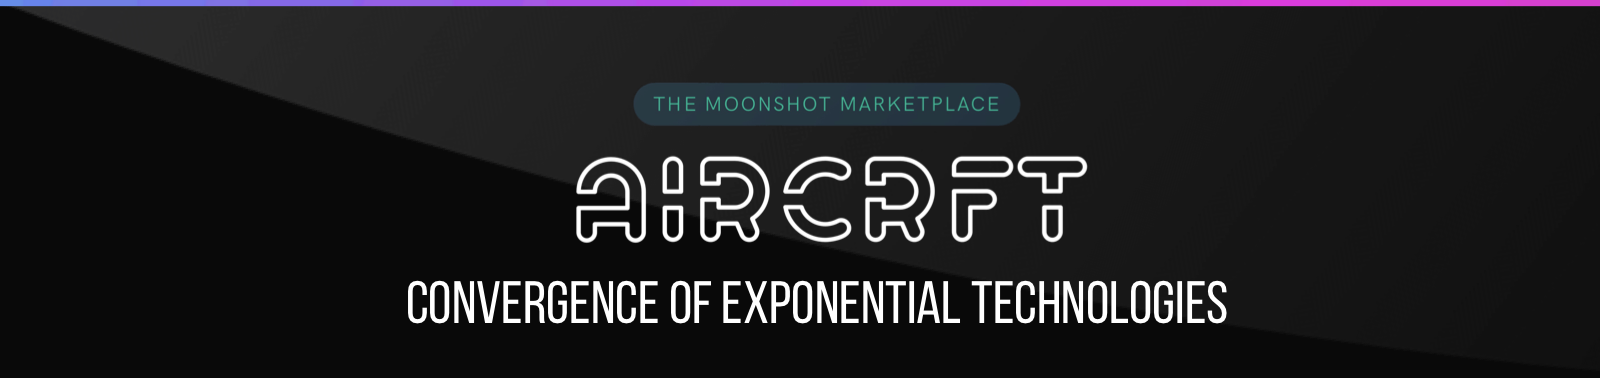 THE MOONSHOT MARKETPLACE
AIRCRFT
CONVERGENCE OF EXPONENTIAL TECHNOLOGIES